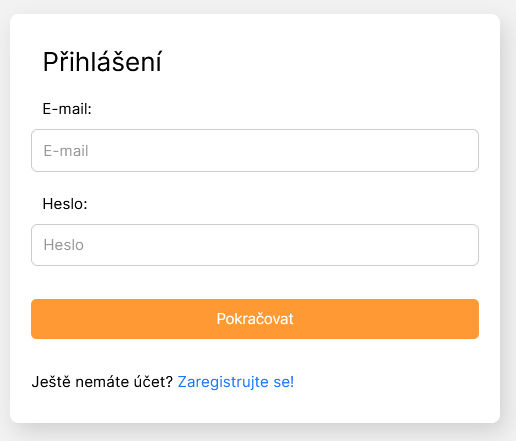 Přihlášení
E-mail:
E-mail
Heslo:
Heslo
Pokračovat
Ještě nemáte účet? Zaregistrujte se!